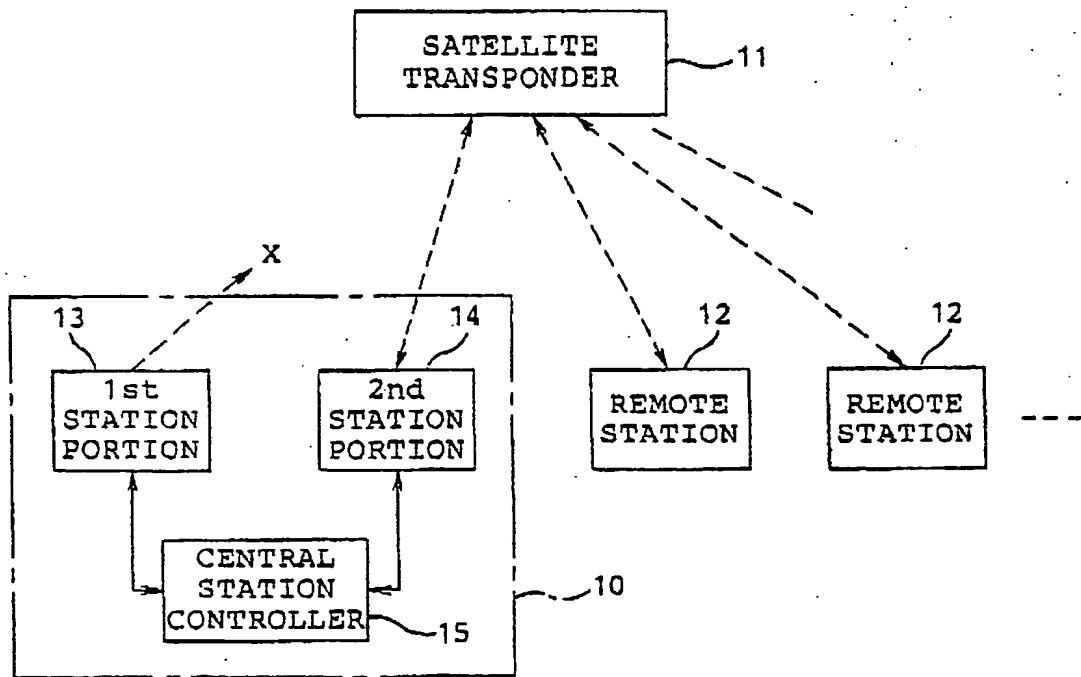 SATELLITE
TRANSPONDER
11
X
13
14
12
12
1st
STATION
PORTION
2nd
STATION
PORTION
REMOTE
STATION
REMOTE
STATION
CENTRAL
STATION
CONTROLLER
10
15